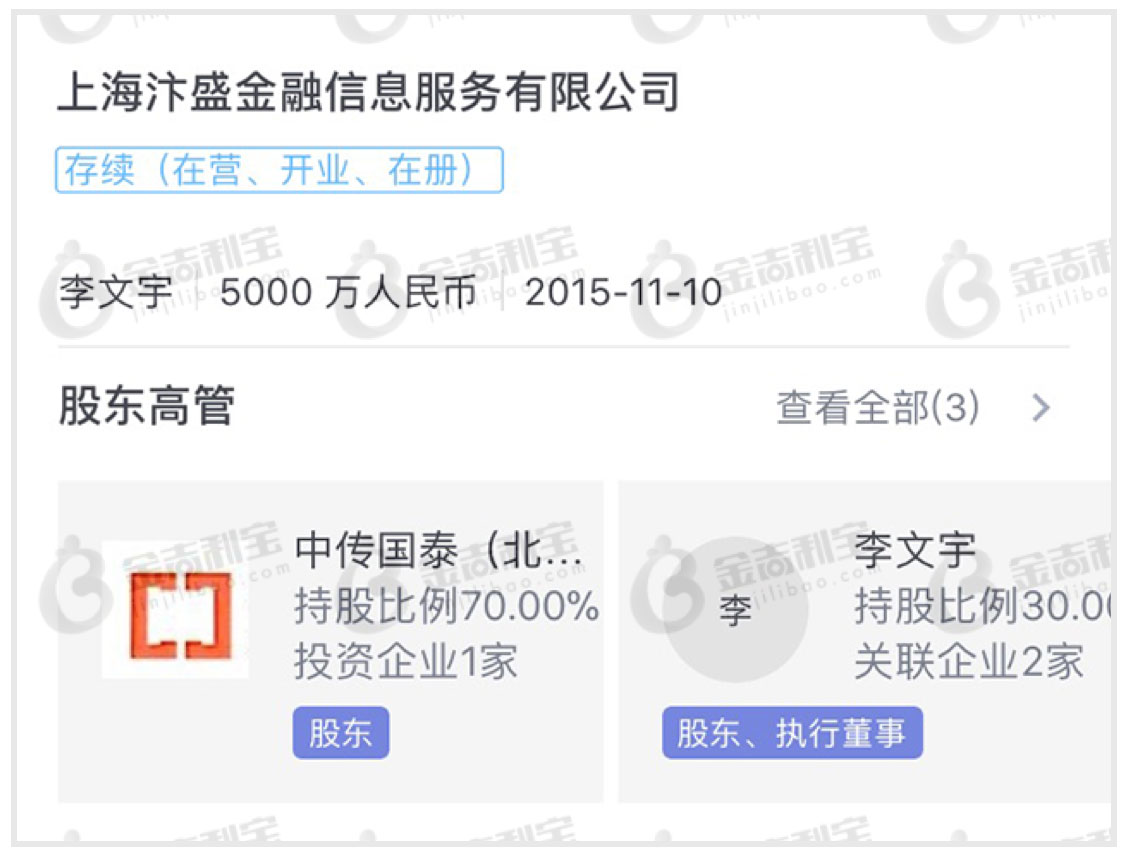 上海汴盛金融信息服务有限公司
存续（在营、开业、在册）
李文宇 5000 万人民币 2015-11-10
股东高管
查看全部(3)
中传国泰（北...
持股比例70.00%
投资企业1家
股东
李
李文宇
持股比例30.0
关联企业2家
股东、执行董事
金斋利宝
jinjilibao.com